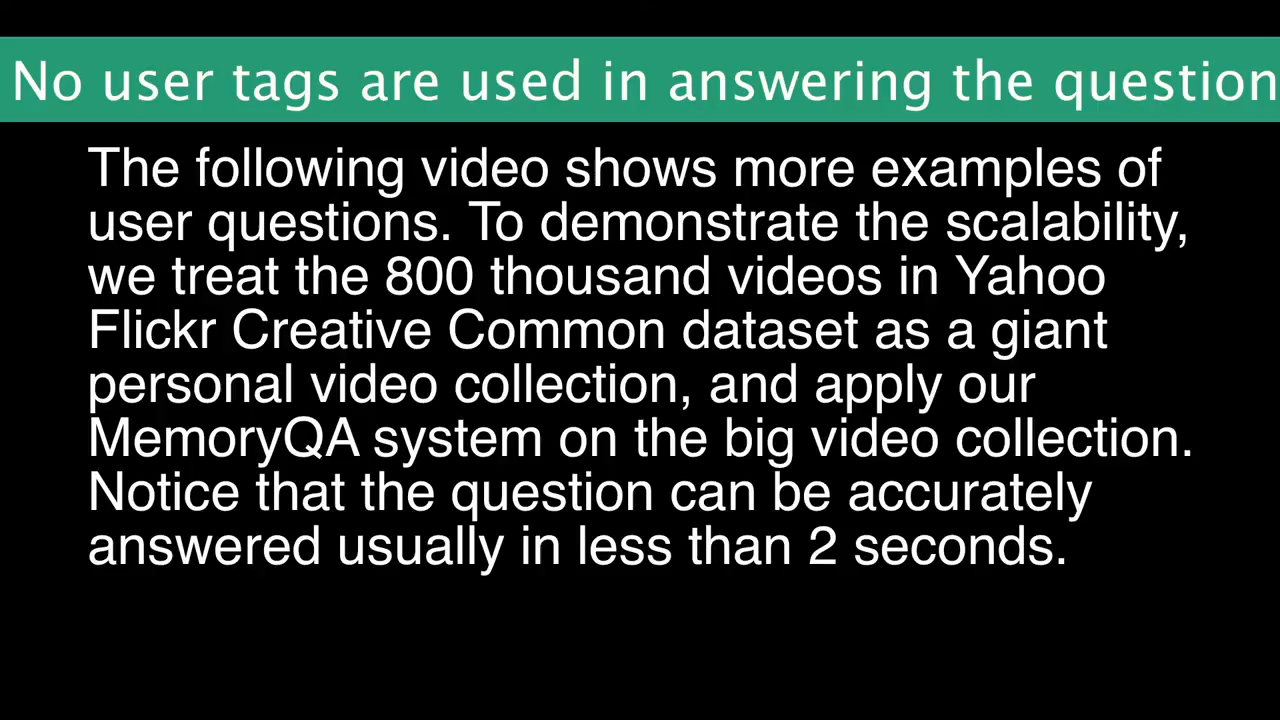 No user tags are used in answering the question
The following video shows more examples of
user questions. To demonstrate the scalability,
we treat the 800 thousand videos in Yahoo
Flickr Creative Common dataset as a giant
personal video collection, and apply our
MemoryQA system on the big video collection.
Notice that the question can be accurately
answered usually in less than 2 seconds.